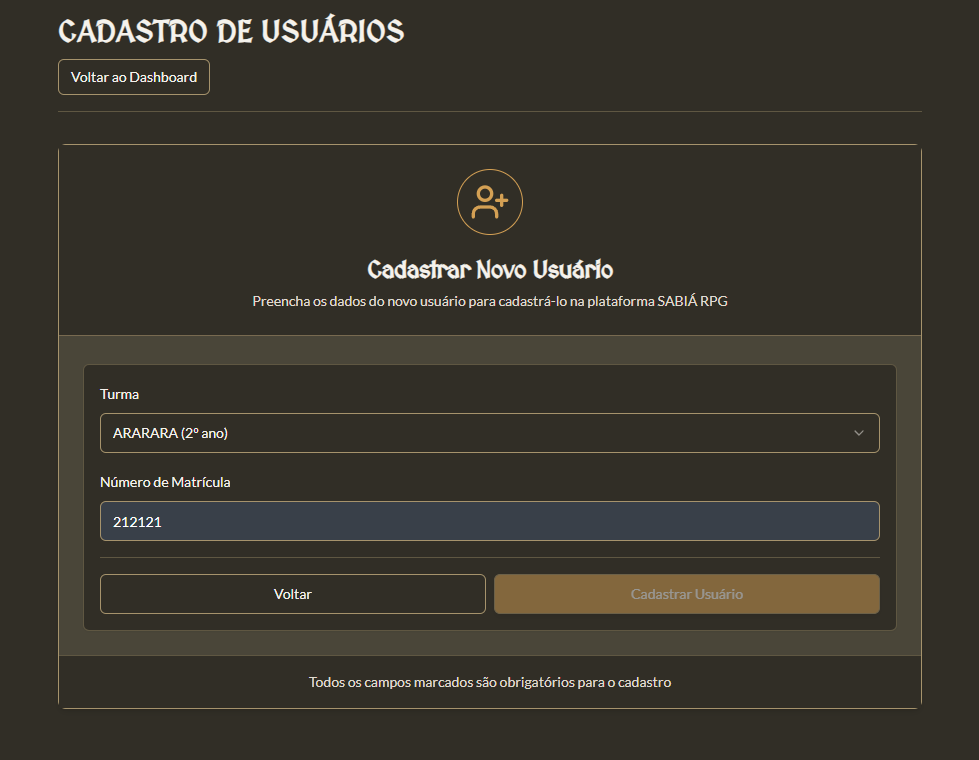 CADASTRO DE USUÁRIOS
Voltar ao Dashboard
Cadastrar Novo Usuário
Preencha os dados do novo usuário para cadastrá-lo na plataforma SABIÁ RPG
Turma
ARARARA (2º ano)
Número de Matrícula
212121
Voltar
Cadastrar Usuário
Todos os campos marcados são obrigatórios para o cadastro